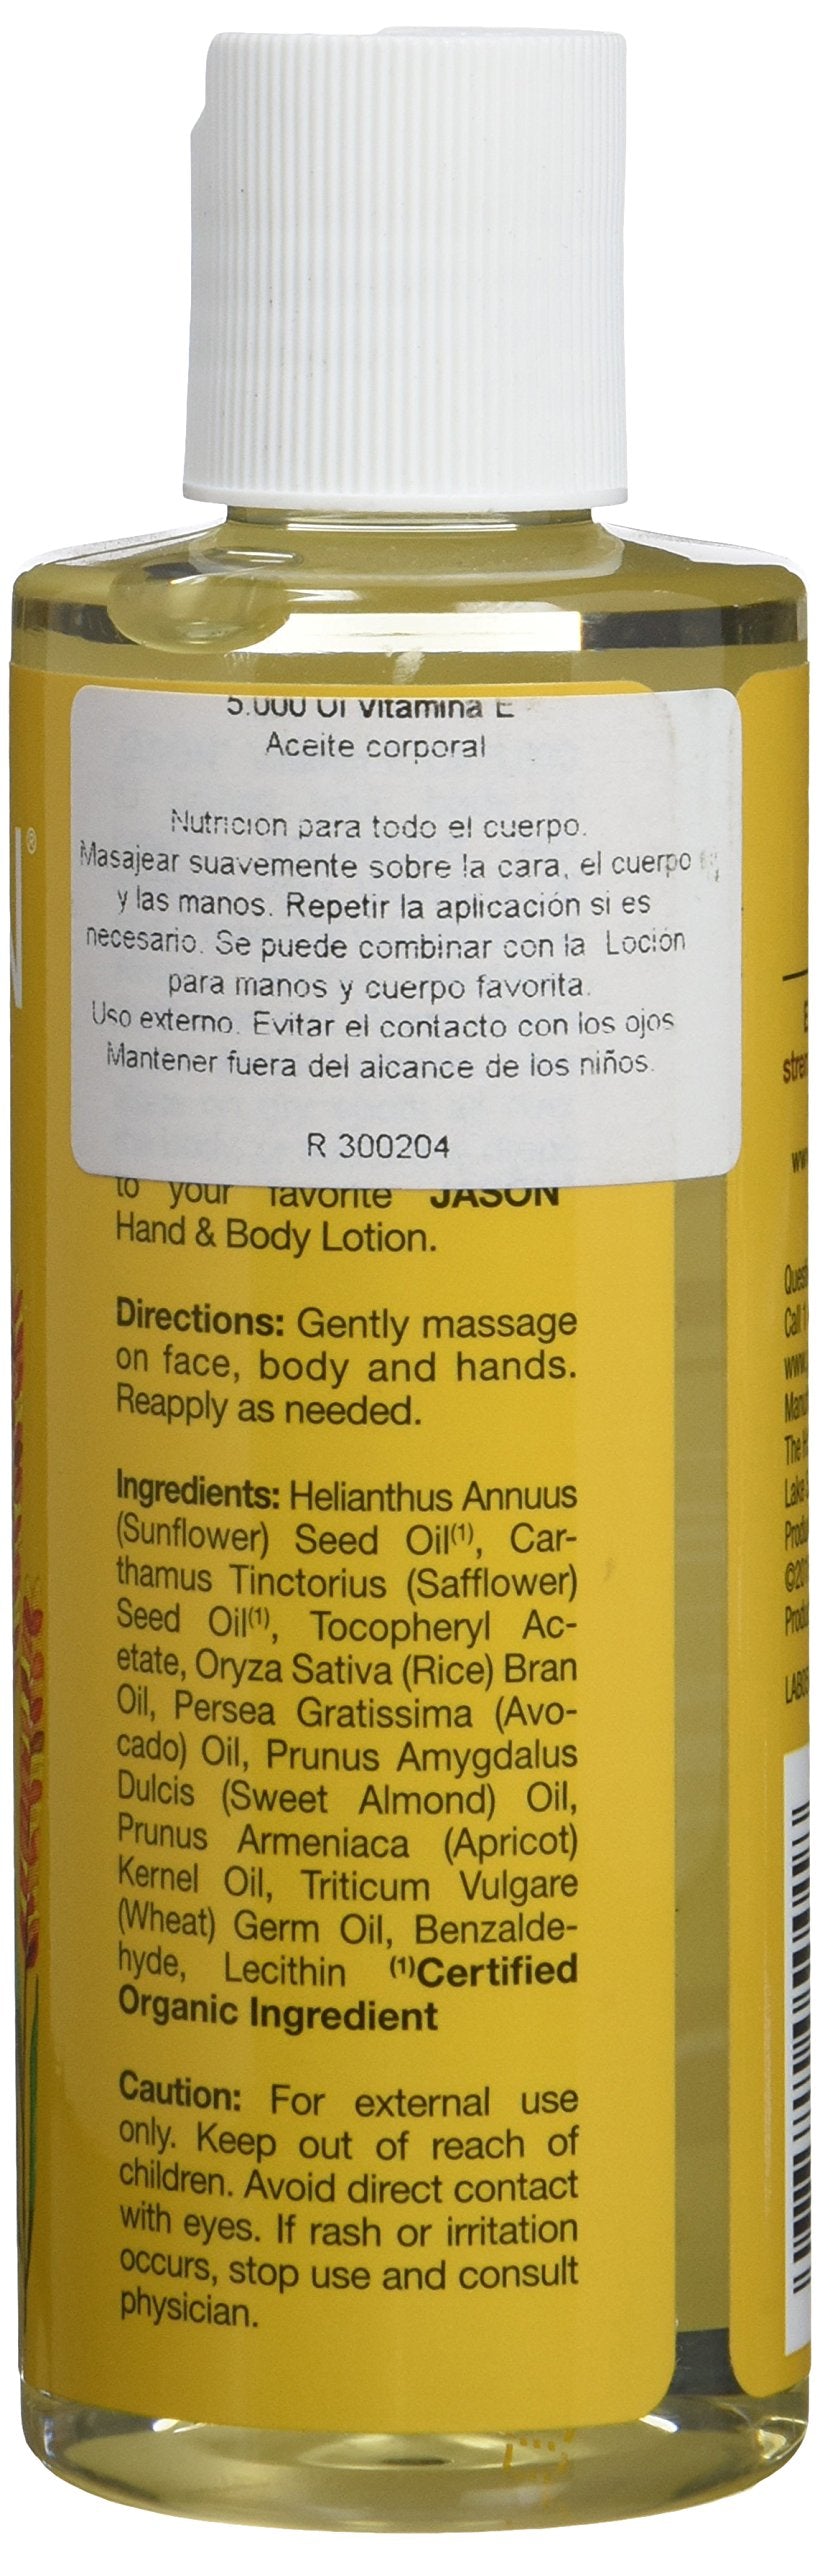 5.000 UI Vitamina E
Aceite corporal
Nutricion para todo el cuerpo.
Masajear suavemente sobre la cara, el cuerpo
y las manos. Repetir la aplicación si es
necesario. Se puede combinar con la Loción
para manos y cuerpo favorita.
Uso externo. Evitar el contacto con los ojos
Mantener fuera del alcance de los niños.
R 300204
to your favorite JASON
Hand & Body Lotion.
Directions: Gently massage
on face, body and hands.
Reapply as needed.
Ingredients: Helianthus Annuus
(Sunflower) Seed Oil(1), Car-
thamus Tinctorius (Safflower)
Seed Oil(1), Tocopheryl Ac-
etate, Oryza Sativa (Rice) Bran
Oil, Persea Gratissima (Avo-
cado) Oil, Prunus Amygdalus
Dulcis (Sweet Almond) Oil,
Prunus Armeniaca (Apricot)
Kernel Oil, Triticum Vulgare
(Wheat) Germ Oil, Benzalde-
hyde, Lecithin (1)Certified
Organic Ingredient
Caution: For external use
only. Keep out of reach of
children. Avoid direct contact
with eyes. If rash or irritation
occurs, stop use and consult
physician.
N®
Call 1
www.